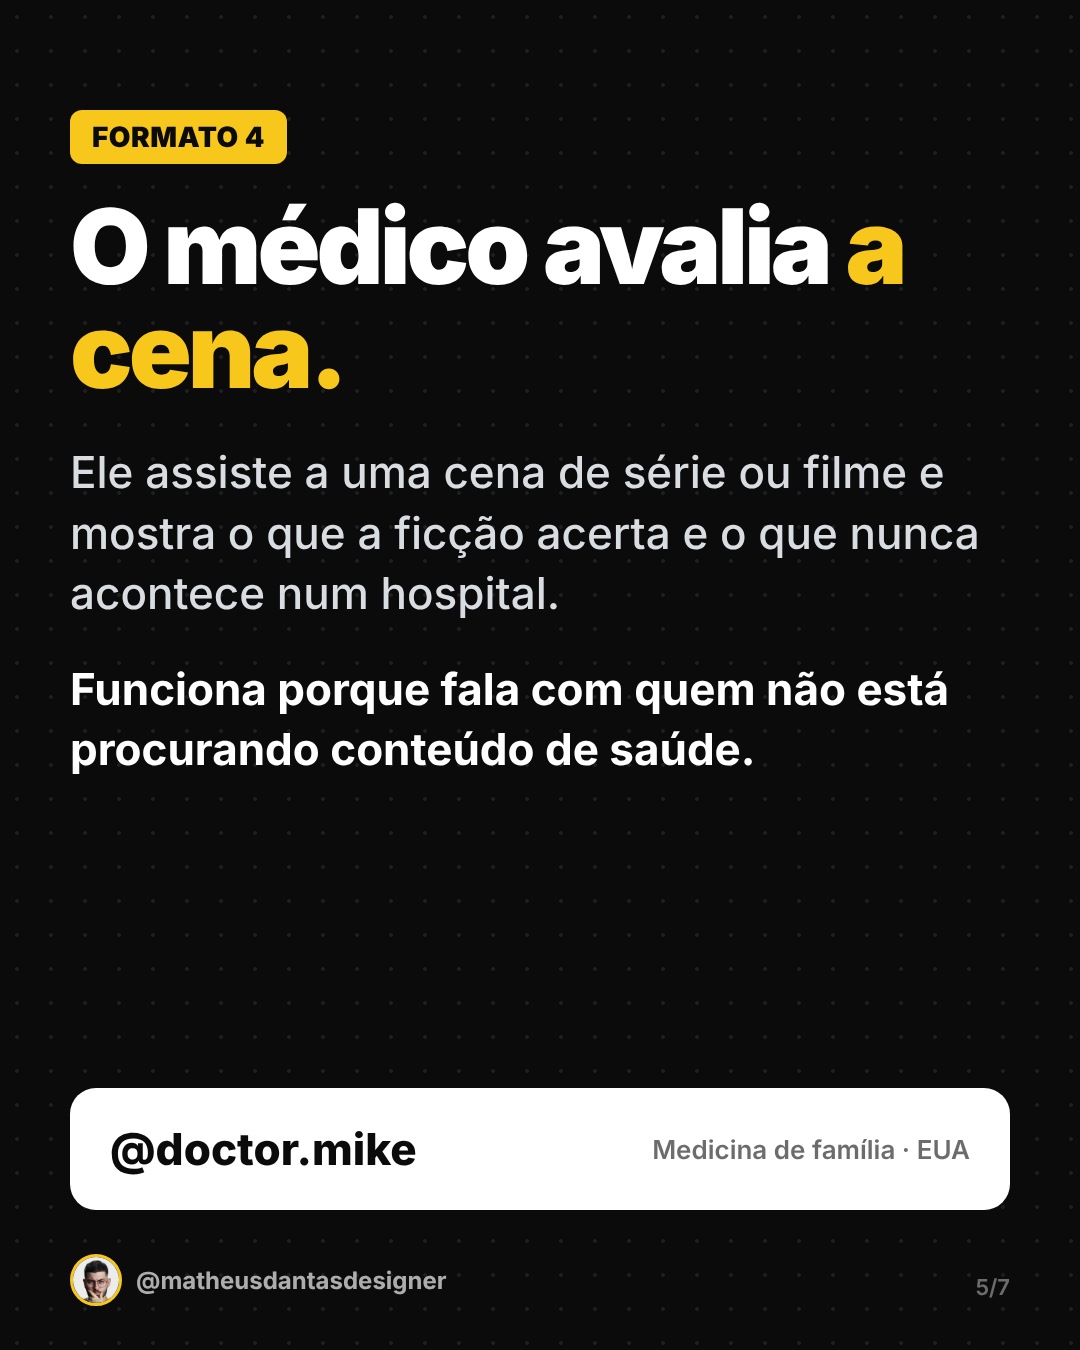 FORMATO 4
O médico avalia a
cena.
Ele assiste a uma cena de série ou filme e
mostra o que a ficção acerta e o que nunca
acontece num hospital.
Funciona porque fala com quem não está
procurando conteúdo de saúde.
@doctor.mike
Medicina de família · EUA
@matheusdantasdesigner
5/7